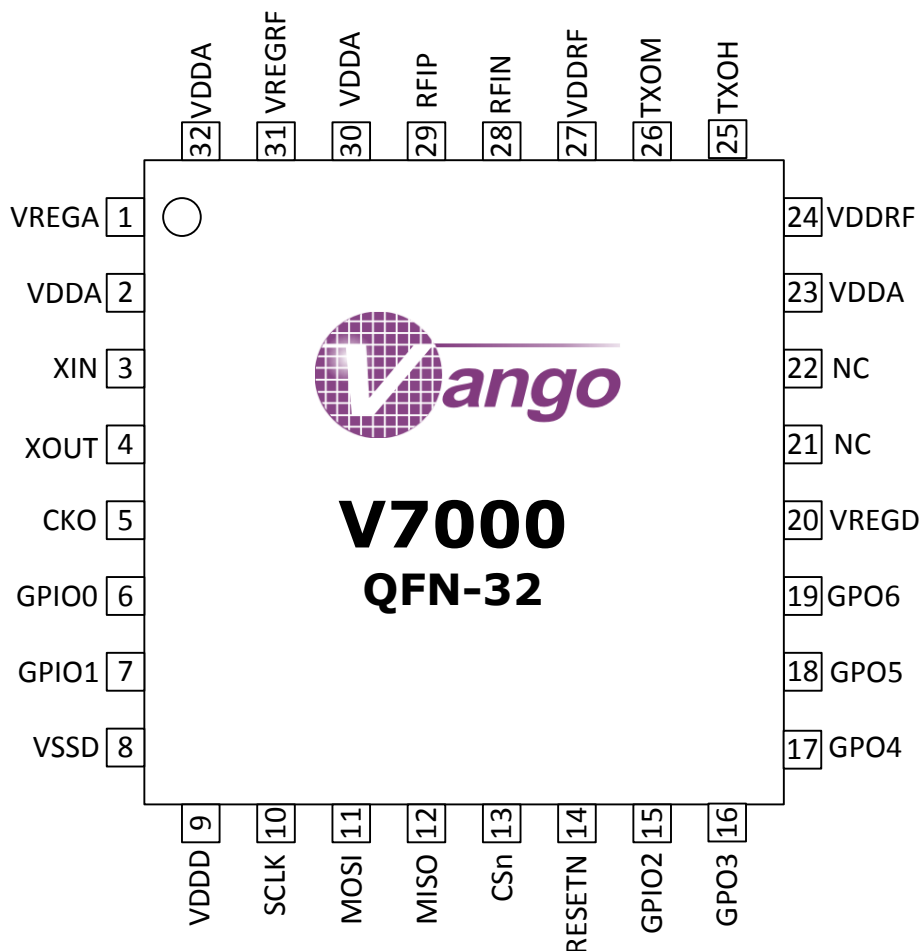 VDDA VREGRF VDDA RFIP RFIN VDDRF TXOM TXOH
32 31 30 29 28 27 26 25
VREGA 1 24 VDDRF
VDDA 2 23 VDDA
XIN 3 22 NC
Vango
XOUT 4 21 NC
CKO 5 20 VREGD
V7000
QFN-32
GPIO0 6 19 GPO6
GPIO1 7 18 GPO5
VSSD 8 17 GPO4
9 10 11 12 13 14 15 16
VDDD SCLK MOSI MISO CSn RESETN GPIO2 GPO3